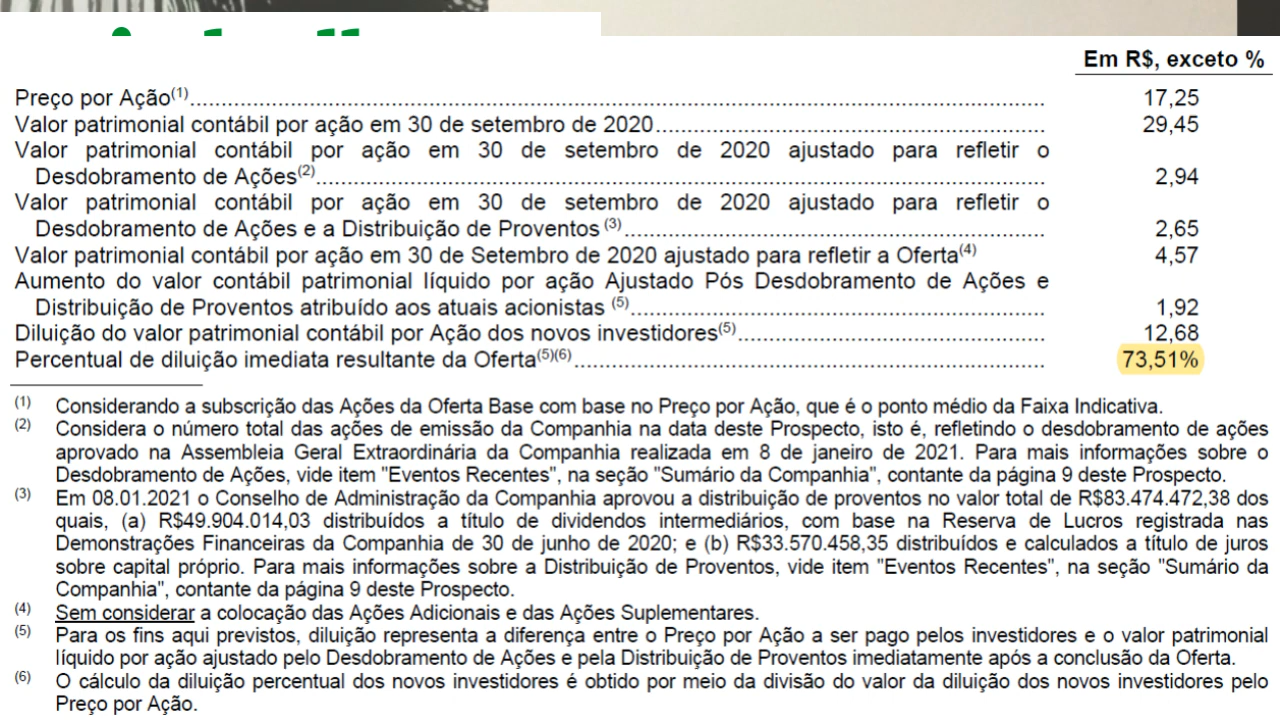 Em R$, exceto %
Preço por Ação(1)........................................ 17,25
Valor patrimonial contábil por ação em 30 de setembro de 2020........................................ 29,45
Valor patrimonial contábil por ação em 30 de setembro de 2020 ajustado para refletir o
Desdobramento de Ações(2)........................................ 2,94
Valor patrimonial contábil por ação em 30 de setembro de 2020 ajustado para refletir o
Desdobramento de Ações e a Distribuição de Proventos (3)........................................ 2,65
Valor patrimonial contábil por ação em 30 de Setembro de 2020 ajustado para refletir a Oferta(4) 4,57
Aumento do valor contábil patrimonial líquido por ação Ajustado Pós Desdobramento de Ações e
Distribuição de Proventos atribuído aos atuais acionistas (5)........................................ 1,92
Diluição do valor patrimonial contábil por Ação dos novos investidores(5)........................................ 12,68
Percentual de diluição imediata resultante da Oferta(5)(6)........................................ 73,51%
(1) Considerando a subscrição das Ações da Oferta Base com base no Preço por Ação, que é o ponto médio da Faixa Indicativa.
(2) Considera o número total das ações de emissão da Companhia na data deste Prospecto, isto é, refletindo o desdobramento de ações
aprovado na Assembleia Geral Extraordinária da Companhia realizada em 8 de janeiro de 2021. Para mais informações sobre o
Desdobramento de Ações, vide item "Eventos Recentes", na seção "Sumário da Companhia", contante da página 9 deste Prospecto.
(3) Em 08.01.2021 o Conselho de Administração da Companhia aprovou a distribuição de proventos no valor total de R$83.474.472,38 dos
quais, (a) R$49.904.014,03 distribuídos a título de dividendos intermediários, com base na Reserva de Lucros registrada nas
Demonstrações Financeiras da Companhia de 30 de junho de 2020; e (b) R$33.570.458,35 distribuídos e calculados a título de juros
sobre capital próprio. Para mais informações sobre a Distribuição de Proventos, vide item "Eventos Recentes", na seção "Sumário da
Companhia", contante da página 9 deste Prospecto.
(4) Sem considerar a colocação das Ações Adicionais e das Ações Suplementares.
(5) Para os fins aqui previstos, diluição representa a diferença entre o Preço por Ação a ser pago pelos investidores e o valor patrimonial
líquido por ação ajustado pelo Desdobramento de Ações e pela Distribuição de Proventos imediatamente após a conclusão da Oferta.
(6) O cálculo da diluição percentual dos novos investidores é obtido por meio da divisão do valor da diluição dos novos investidores pelo
Preço por Ação.